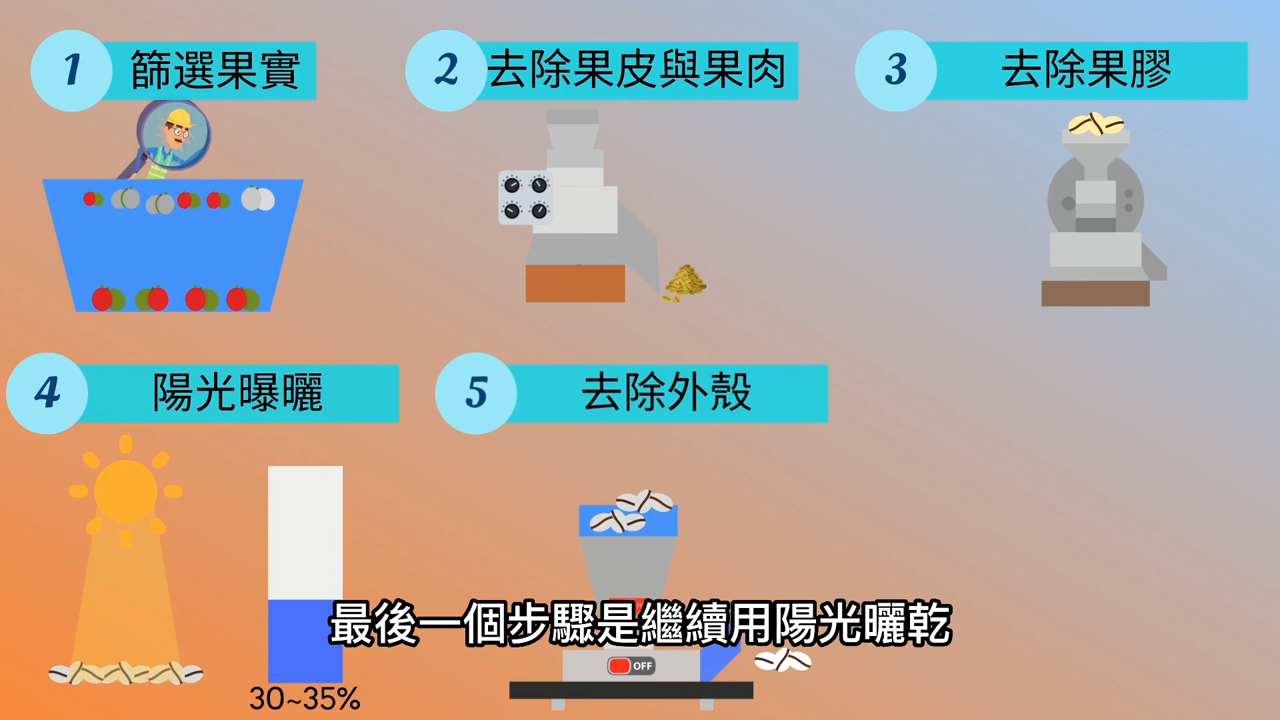 1 篩選果實
2 去除果皮與果肉
3 去除果膠
4 陽光曝曬
5 去除外殼
最後一個步驟是繼續用陽光曬乾
OFF
30~35%